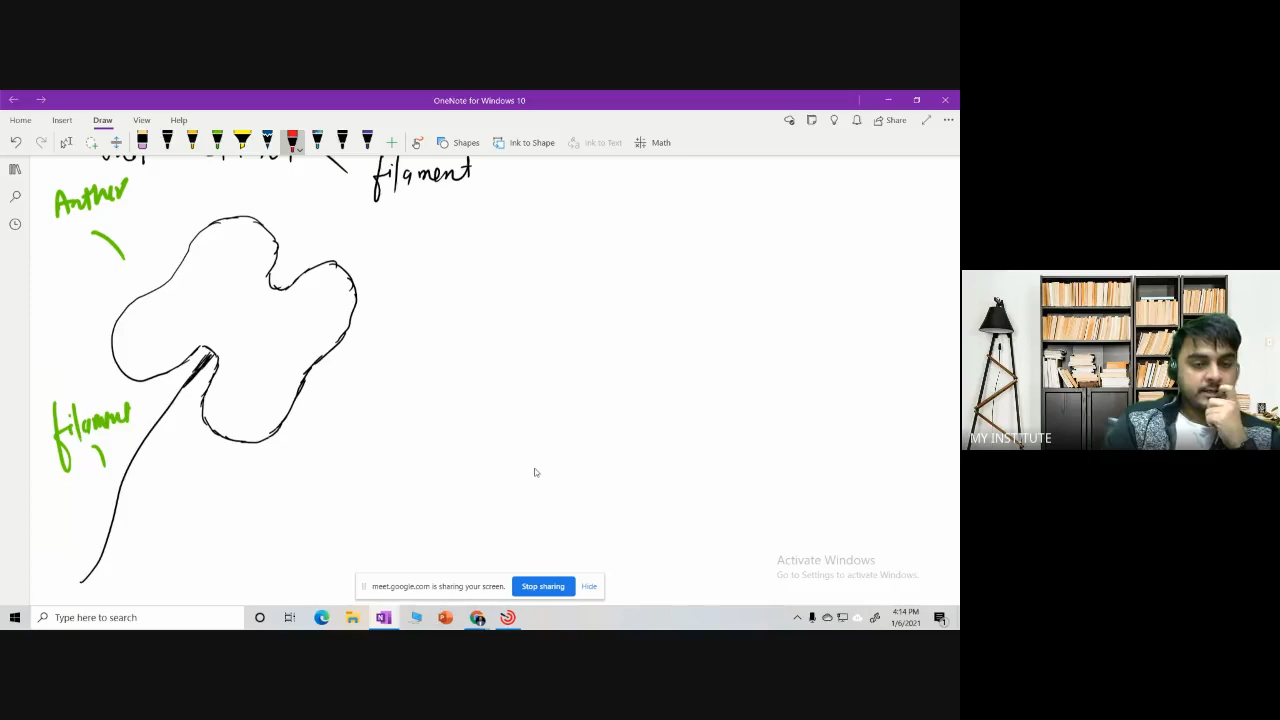 OneNote for Windows 10
Home Insert Draw View Help
Share
Shapes Ink to Shape Ink to Text Math
filament
Anther
filament
MY INSTITUTE
Activate Windows
Go to Settings to activate Windows.
meet.google.com is sharing your screen. Stop sharing Hide
Type here to search
4:14 PM
1/6/2021
1